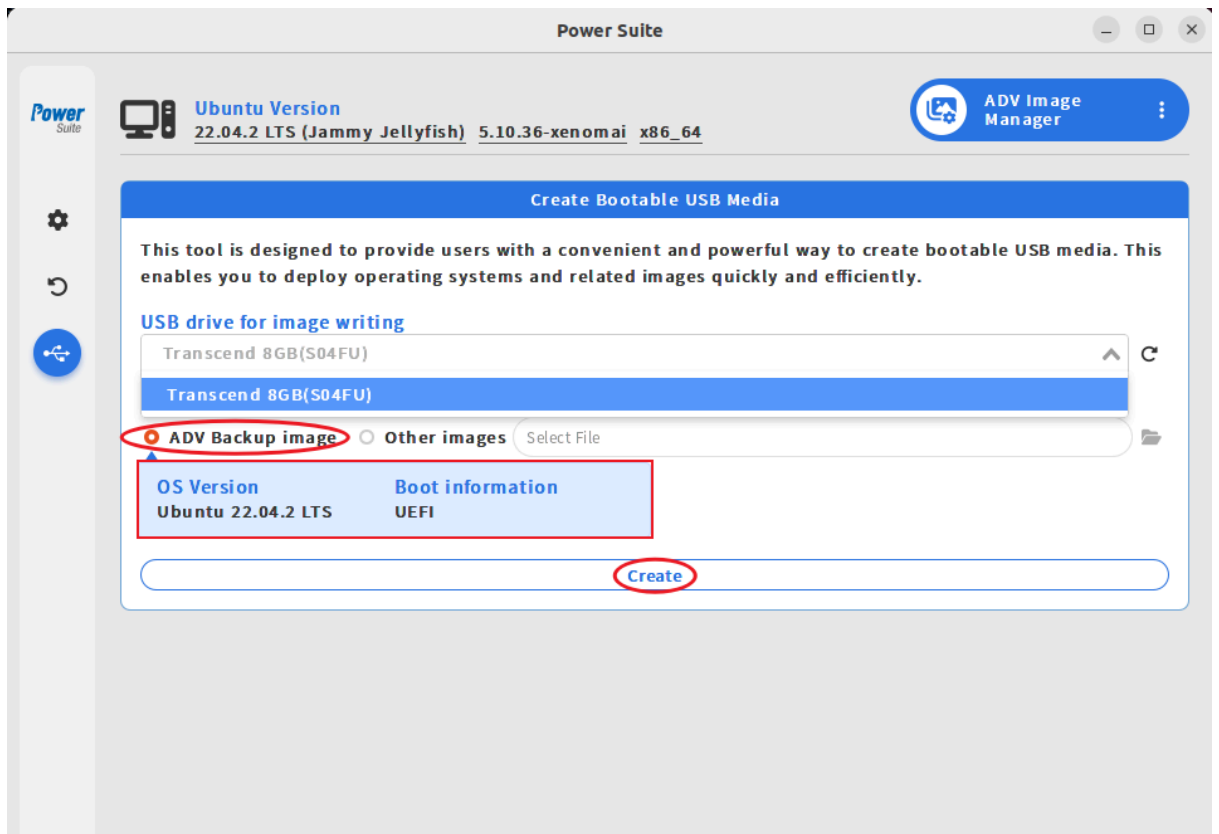 Power Suite
Power
Suite
Ubuntu Version
22.04.2 LTS (Jammy Jellyfish) 5.10.36-xenomai x86_64
ADV Image
Manager
Create Bootable USB Media
This tool is designed to provide users with a convenient and powerful way to create bootable USB media. This
enables you to deploy operating systems and related images quickly and efficiently.
USB drive for image writing
Transcend 8GB(S04FU)
Transcend 8GB(S04FU)
ADV Backup image Other images Select File
OS Version Boot information
Ubuntu 22.04.2 LTS UEFI
Create